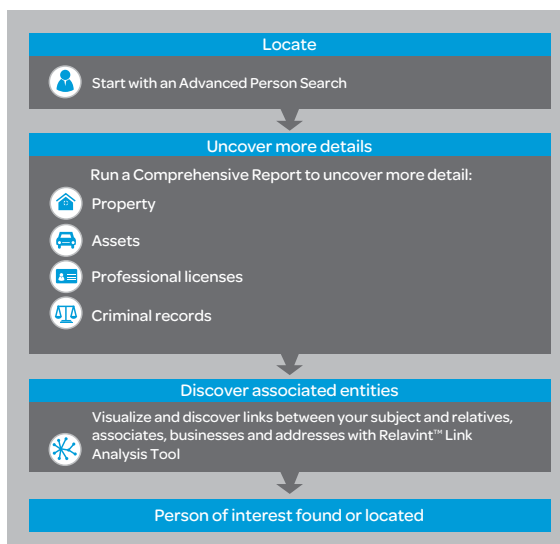 Locate
Start with an Advanced Person Search
Uncover more details
Run a Comprehensive Report to uncover more detail:
Property
Assets
Professional licenses
Criminal records
Discover associated entities
Visualize and discover links between your subject and relatives,
associates, businesses and addresses with Relavint™ Link
Analysis Tool
Person of interest found or located